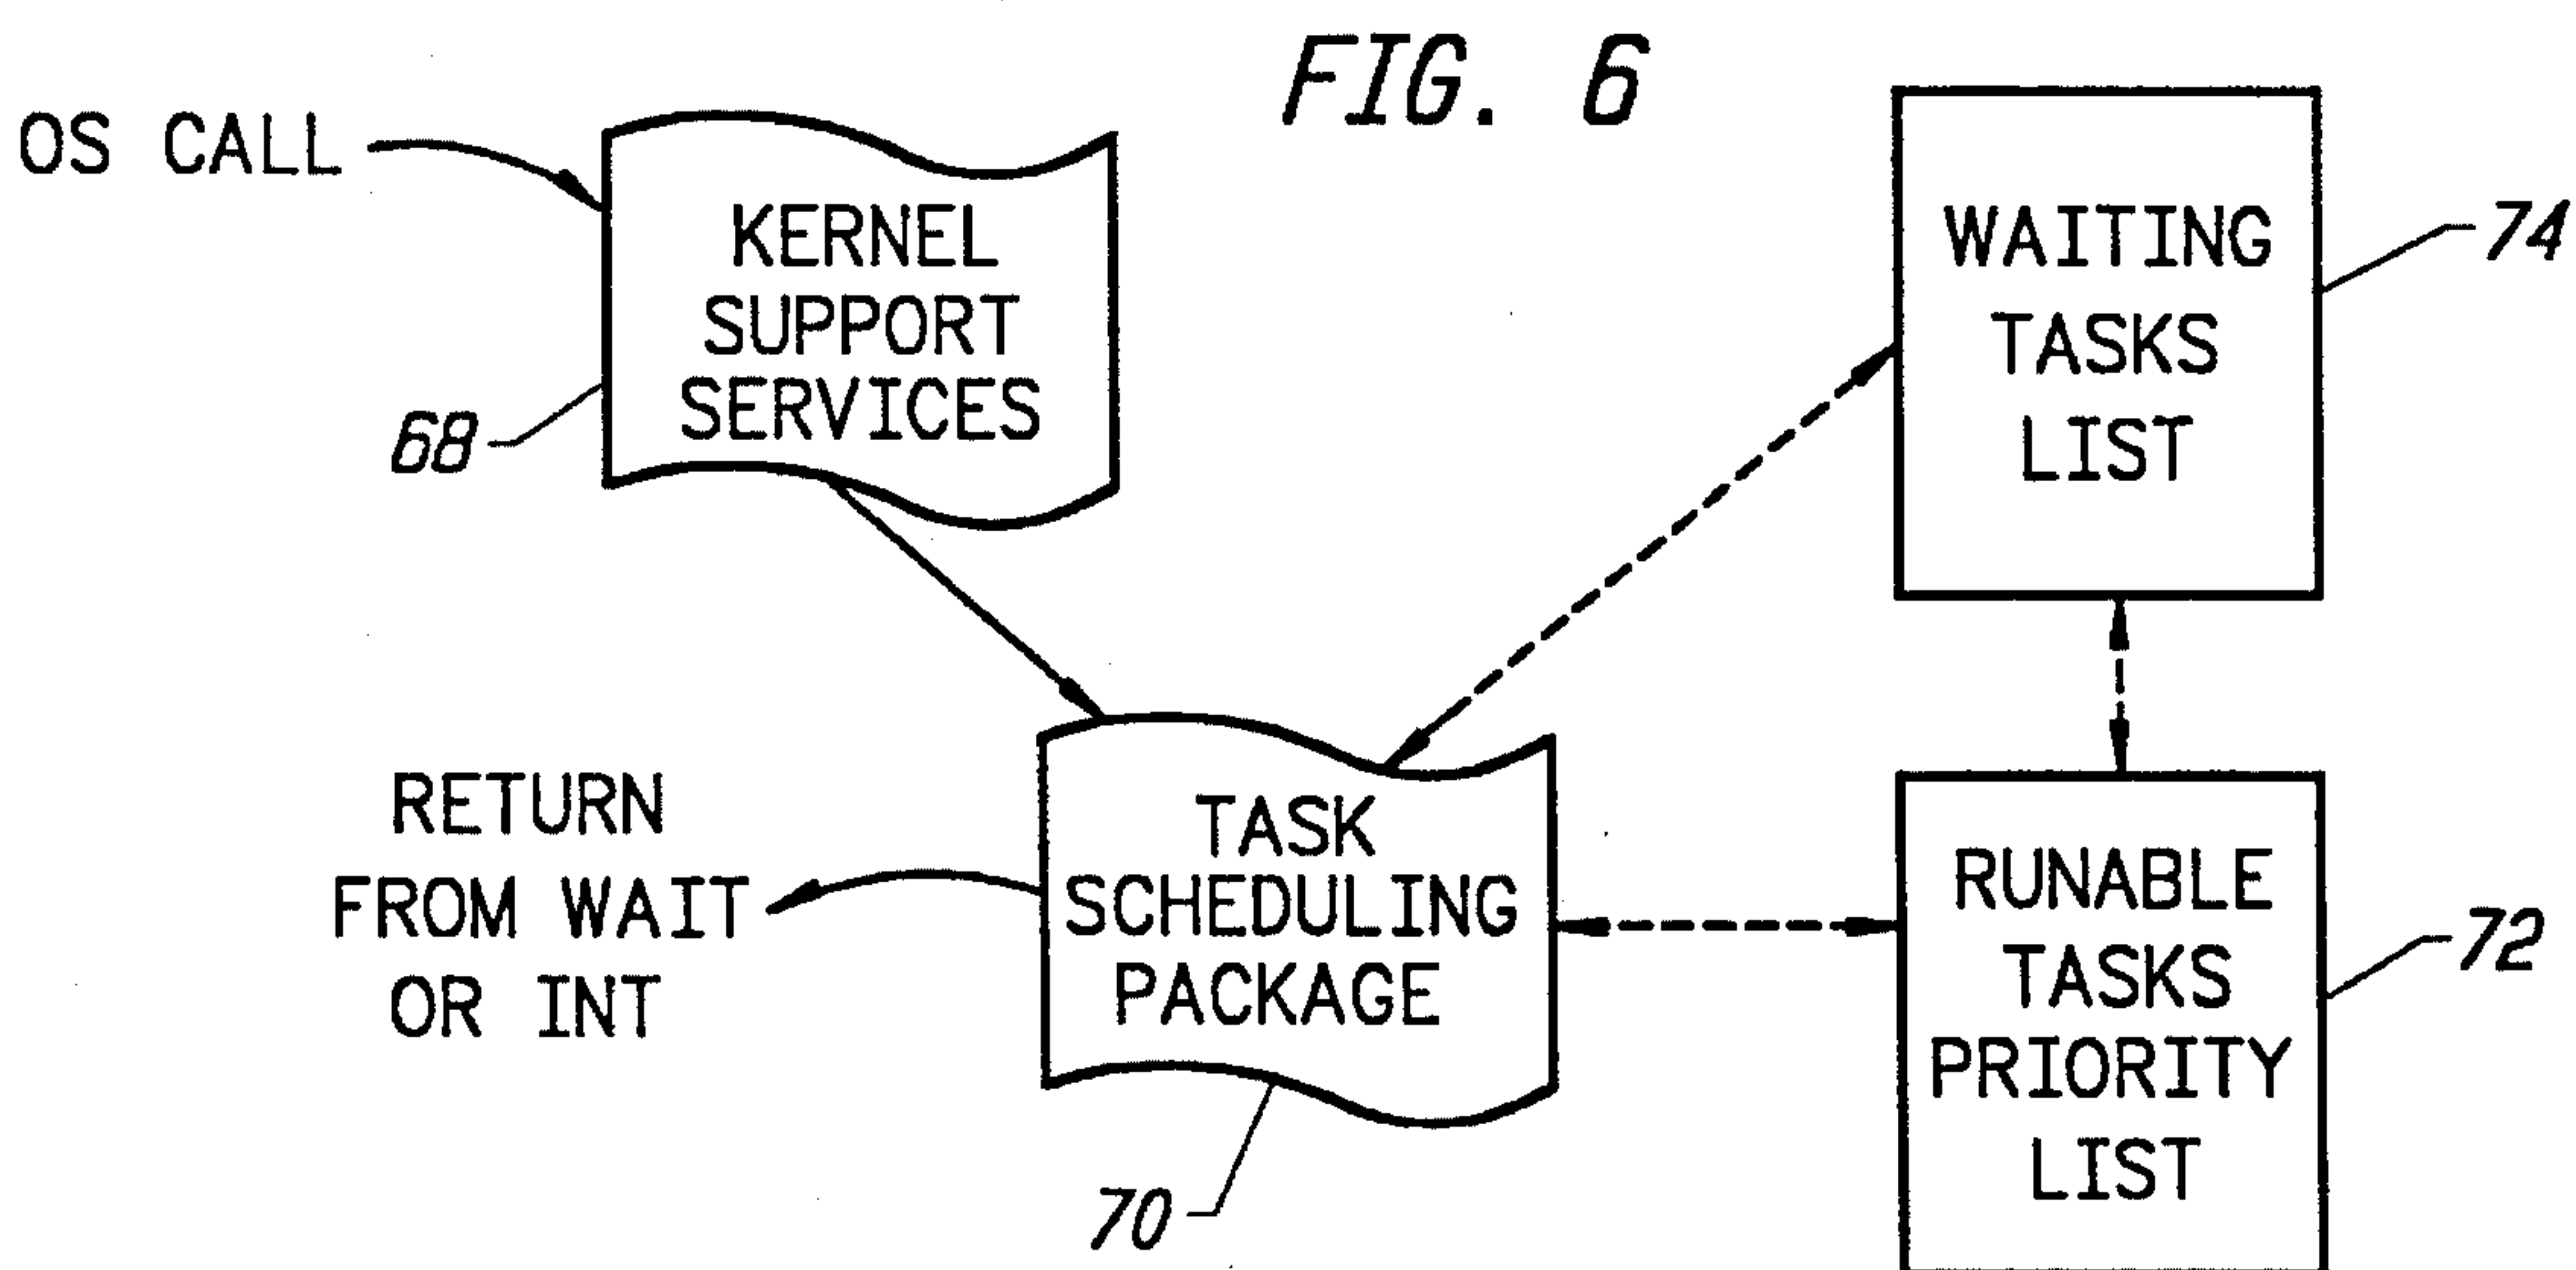 FIG. 6
OS CALL
KERNEL
SUPPORT
SERVICES
68
WAITING
TASKS
LIST
74
RETURN
FROM WAIT
OR INT
TASK
SCHEDULING
PACKAGE
70
RUNABLE
TASKS
PRIORITY
LIST
72